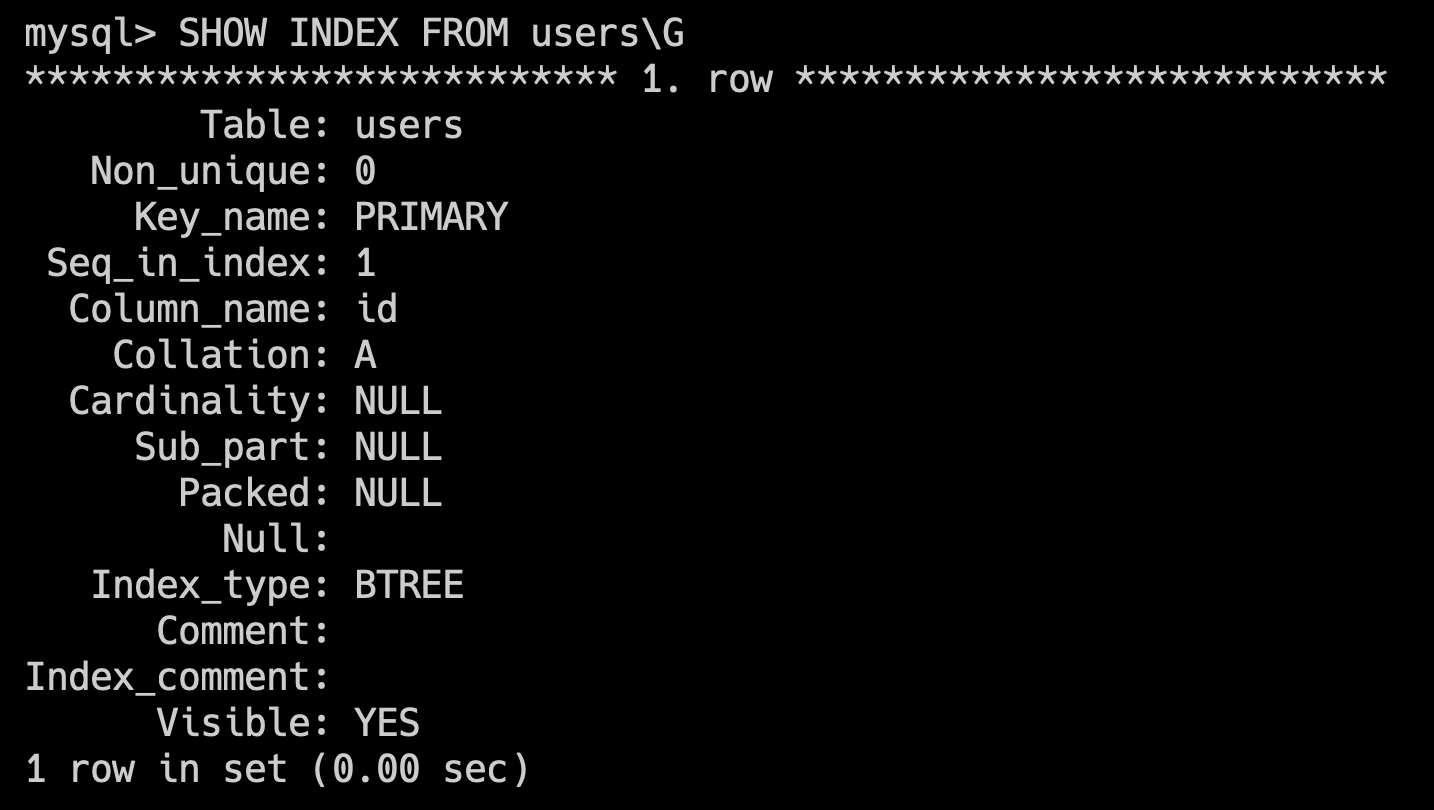 mysql> SHOW INDEX FROM users\G
*************************** 1. row ***************************
        Table: users
   Non_unique: 0
     Key_name: PRIMARY
 Seq_in_index: 1
  Column_name: id
    Collation: A
  Cardinality: NULL
     Sub_part: NULL
       Packed: NULL
         Null:
   Index_type: BTREE
      Comment:
Index_comment:
      Visible: YES
1 row in set (0.00 sec)